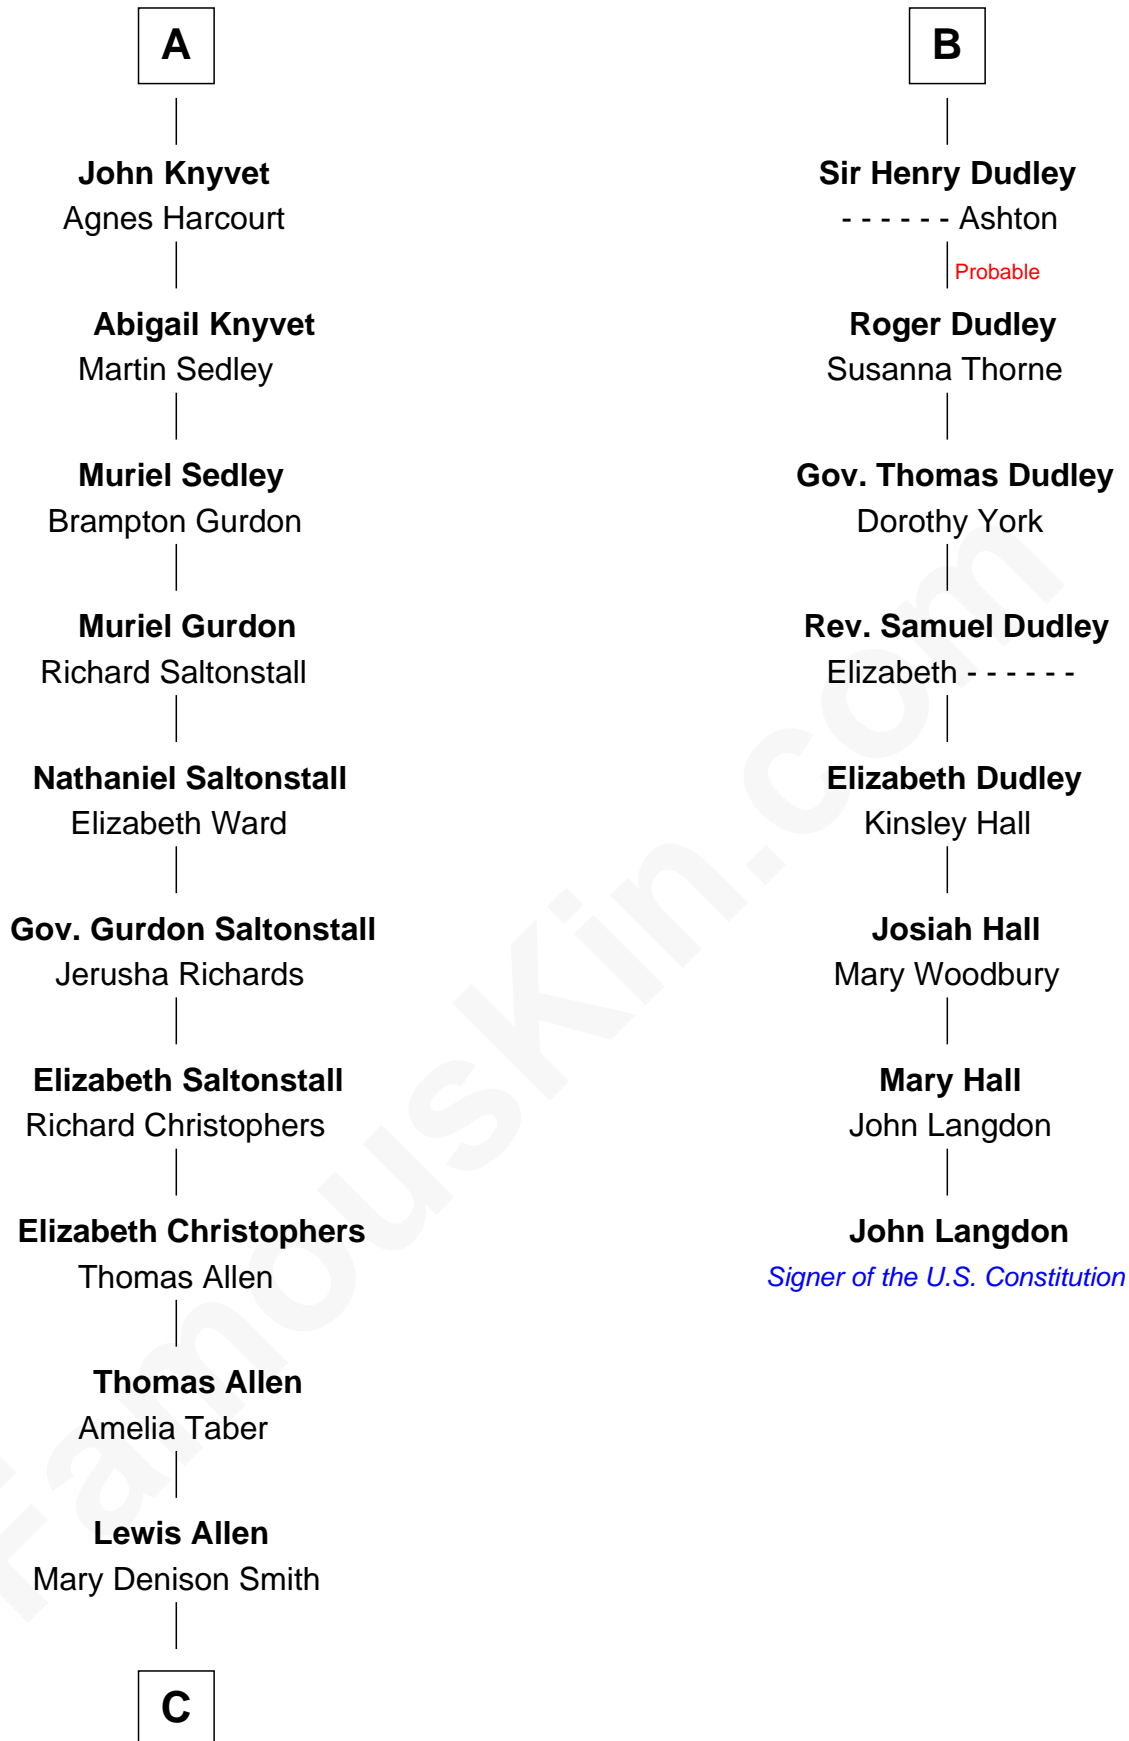 A
John Knyvet
Agnes Harcourt
Abigail Knyvet
Martin Sedley
Muriel Sedley
Brampton Gurdon
Muriel Gurdon
Richard Saltonstall
Nathaniel Saltonstall
Elizabeth Ward
Gov. Gurdon Saltonstall
Jerusha Richards
Elizabeth Saltonstall
Richard Christophers
Elizabeth Christophers
Thomas Allen
Thomas Allen
Amelia Taber
Lewis Allen
Mary Denison Smith
C
B
Sir Henry Dudley
- - - - - - Ashton
Probable
Roger Dudley
Susanna Thorne
Gov. Thomas Dudley
Dorothy York
Rev. Samuel Dudley
Elizabeth - - - - - -
Elizabeth Dudley
Kinsley Hall
Josiah Hall
Mary Woodbury
Mary Hall
John Langdon
John Langdon
Signer of the U.S. Constitution
FamousKin.com